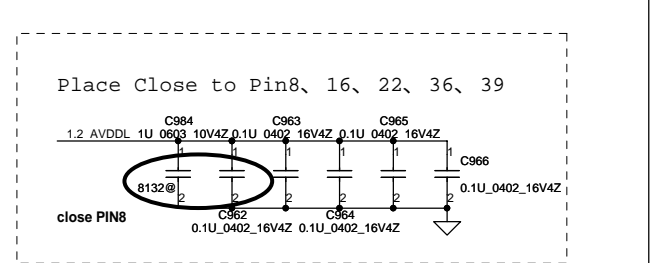 Place Close to Pin8、 16、 22、 36、 39
C984 C963 C965
1.2_AVDDL 1U_0603_10V4Z 0.1U_0402_16V4Z 0.1U_0402_16V4Z
1 1 1 1 1
C966
8132@ 0.1U_0402_16V4Z
2 2 2 2 2
close PIN8 C962 C964
0.1U_0402_16V4Z 0.1U_0402_16V4Z